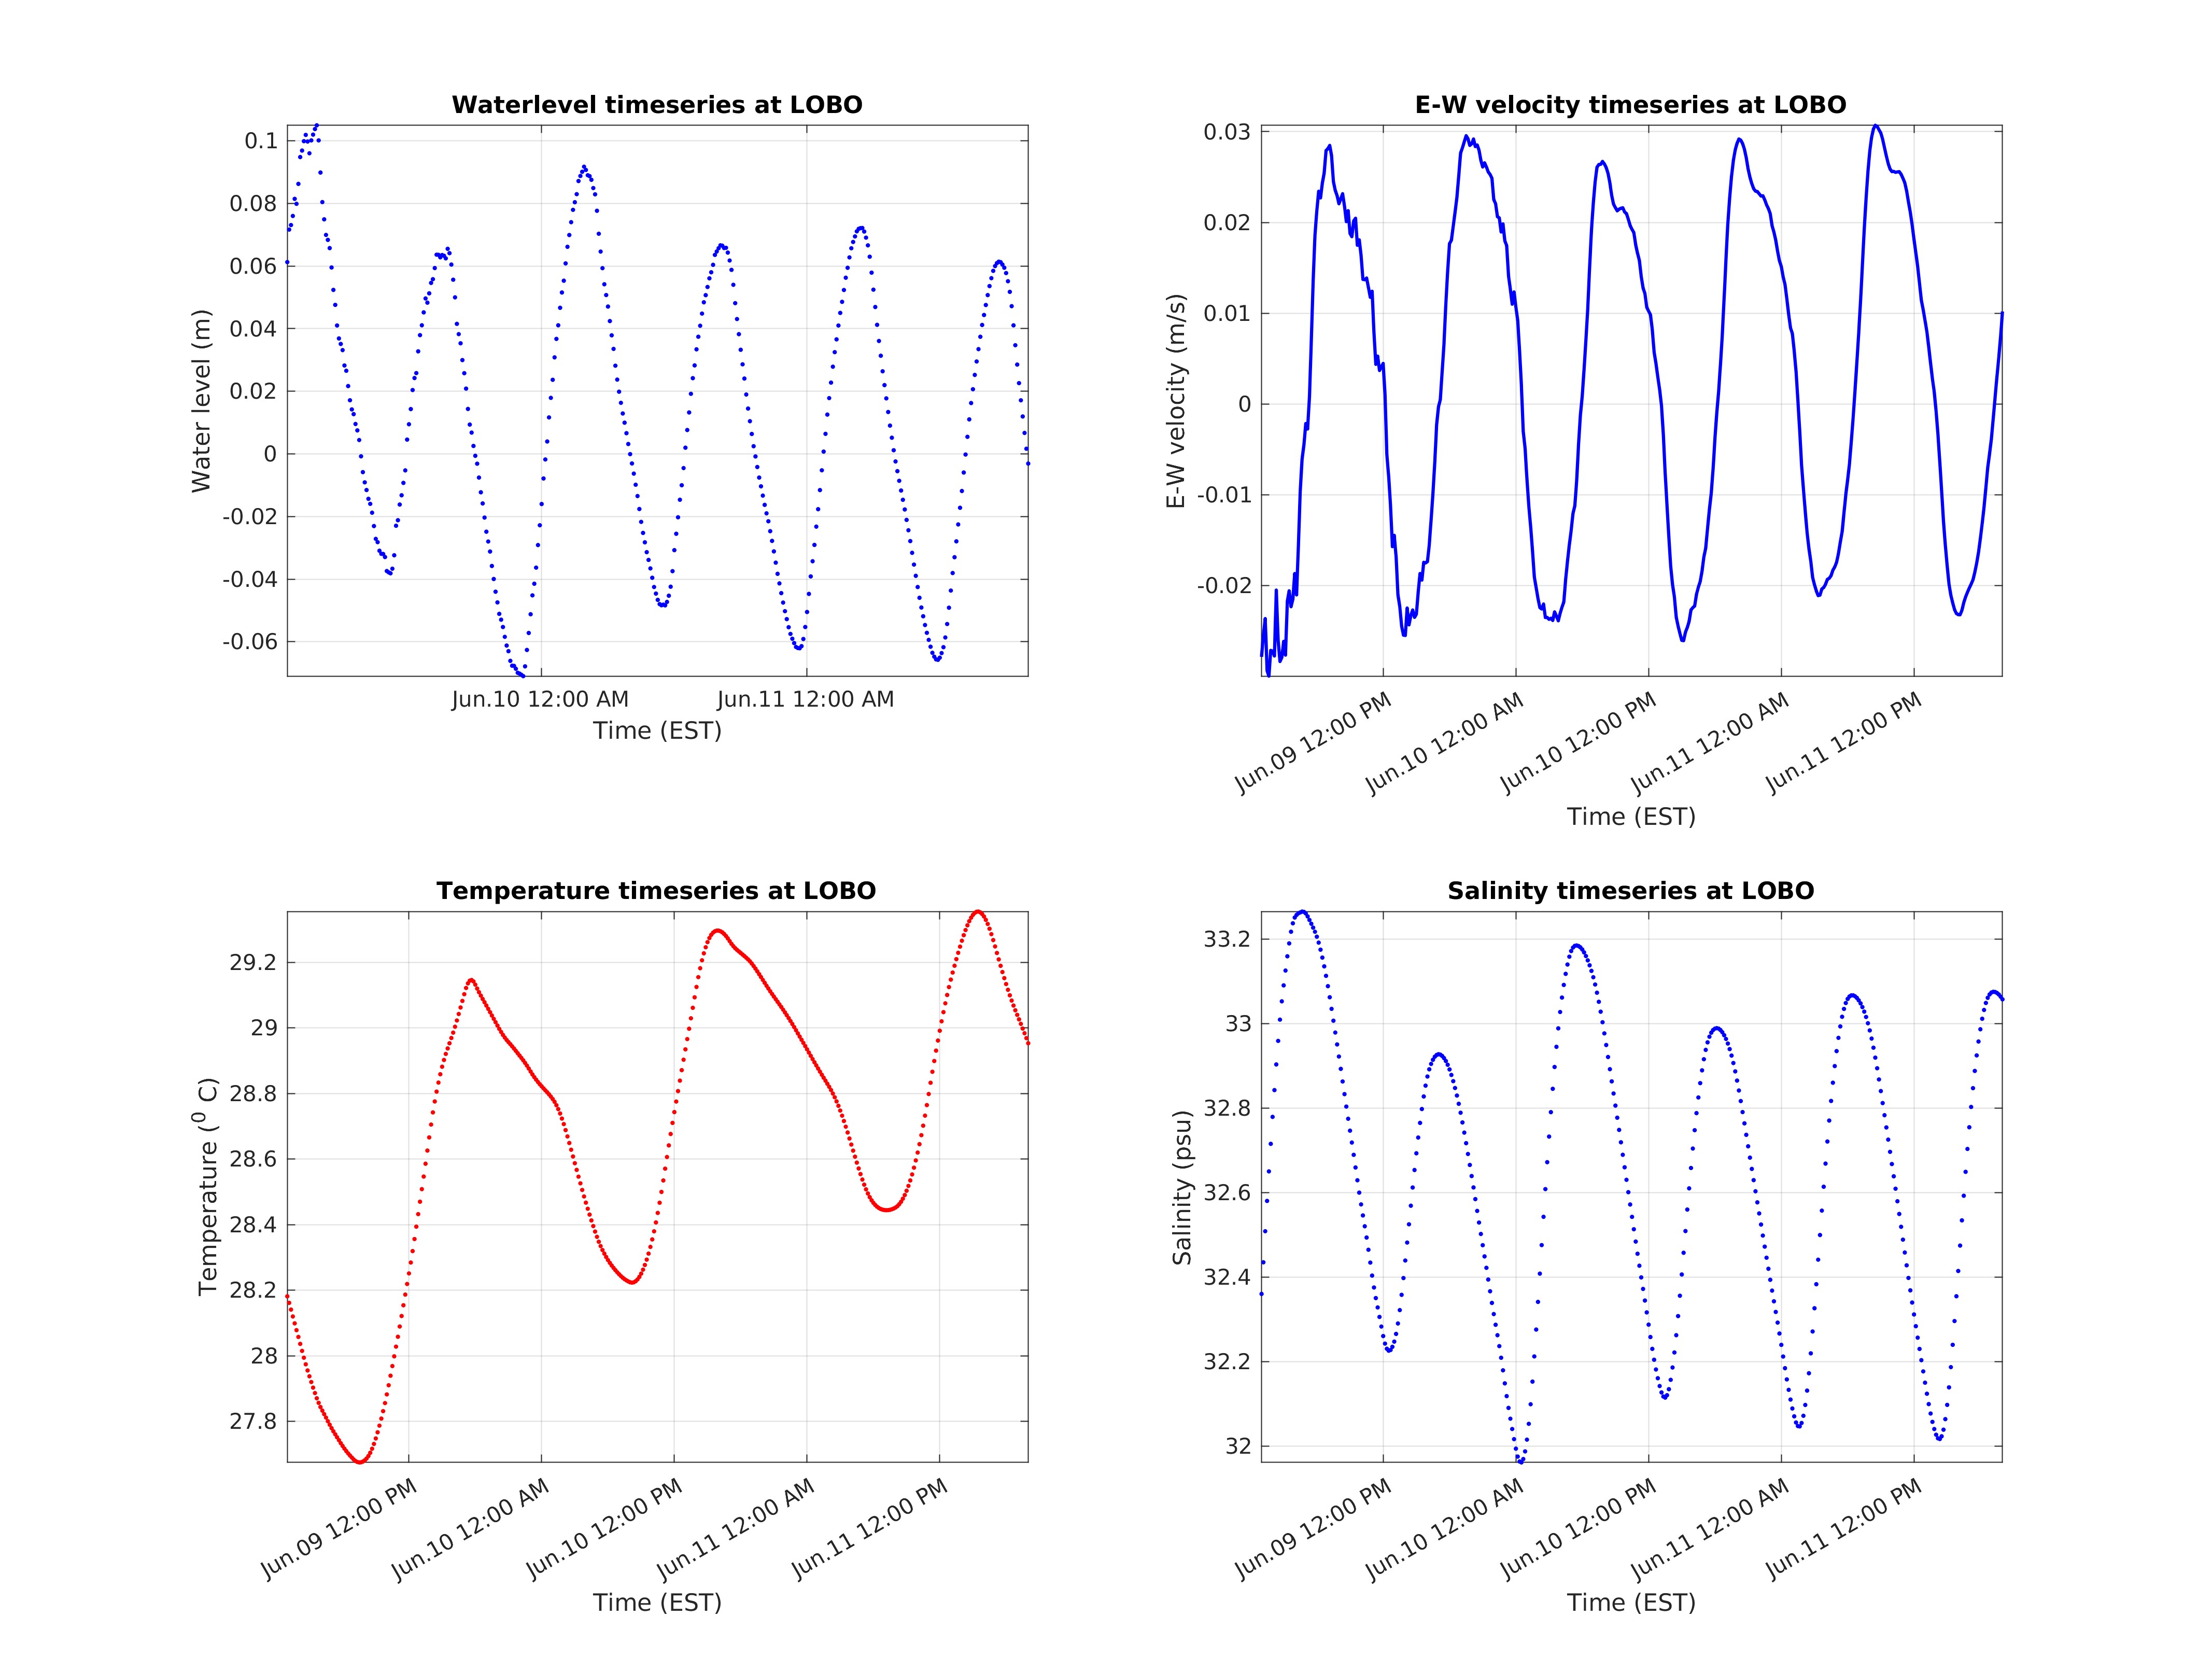 Waterlevel timeseries at LOBO
0.1
0.08
0.06
0.04
0.02
0
-0.02
-0.04
-0.06
Water level (m)
Jun.10 12:00 AM
Jun.11 12:00 AM
Time (EST)
E-W velocity timeseries at LOBO
0.03
0.02
0.01
0
-0.01
-0.02
E-W velocity (m/s)
Jun.09 12:00 PM
Jun.10 12:00 AM
Jun.10 12:00 PM
Jun.11 12:00 AM
Jun.11 12:00 PM
Time (EST)
Temperature timeseries at LOBO
29.2
29
28.8
28.6
28.4
28.2
28
27.8
Temperature (⁰ C)
Jun.09 12:00 PM
Jun.10 12:00 AM
Jun.10 12:00 PM
Jun.11 12:00 AM
Jun.11 12:00 PM
Time (EST)
Salinity timeseries at LOBO
33.2
33
32.8
32.6
32.4
32.2
32
Salinity (psu)
Jun.09 12:00 PM
Jun.10 12:00 AM
Jun.10 12:00 PM
Jun.11 12:00 AM
Jun.11 12:00 PM
Time (EST)